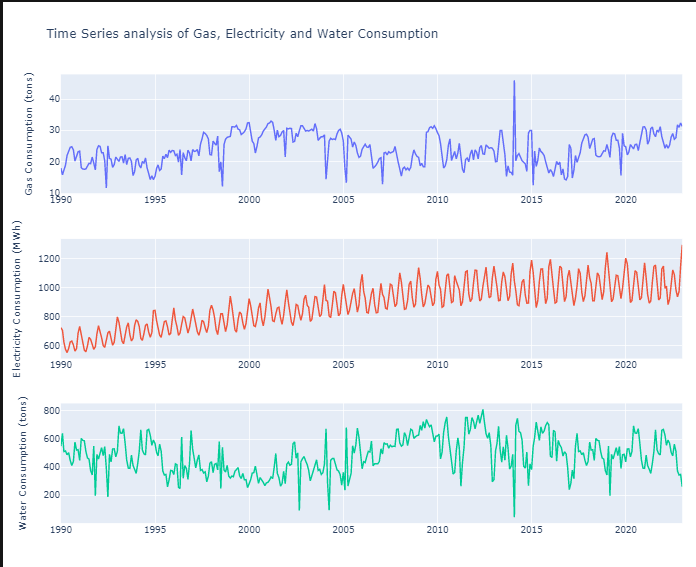 Time Series analysis of Gas, Electricity and Water Consumption
Gas Consumption (tons)
40
30
20
10
1990 1995 2000 2005 2010 2015 2020
Electricity Consumption (MWh)
1200
1000
800
600
1990 1995 2000 2005 2010 2015 2020
Water Consumption (tons)
800
600
400
200
1990 1995 2000 2005 2010 2015 2020